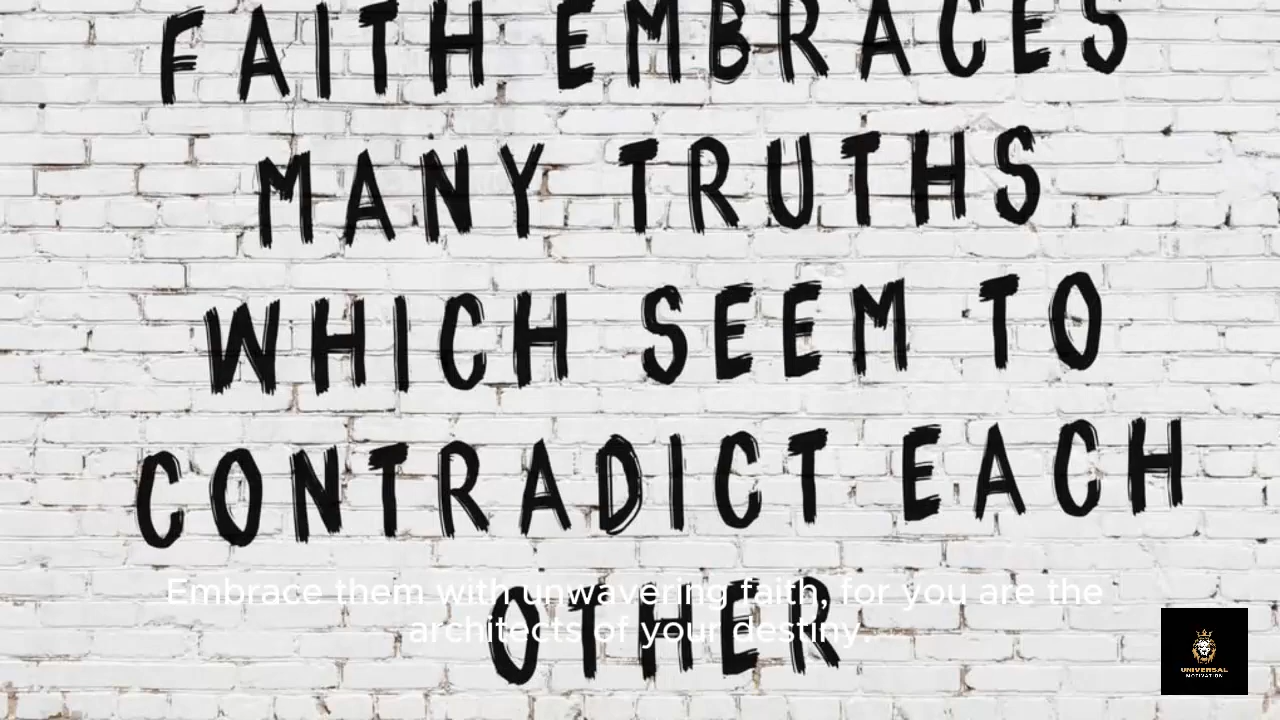 FAITH EMBRACES
MANY TRUTHS
WHICH SEEM TO
CONTRADICT EACH
OTHER
Embrace them with unwavering faith, for you are the
architects of your destiny.
UNIVERSAL
MOTIVATION